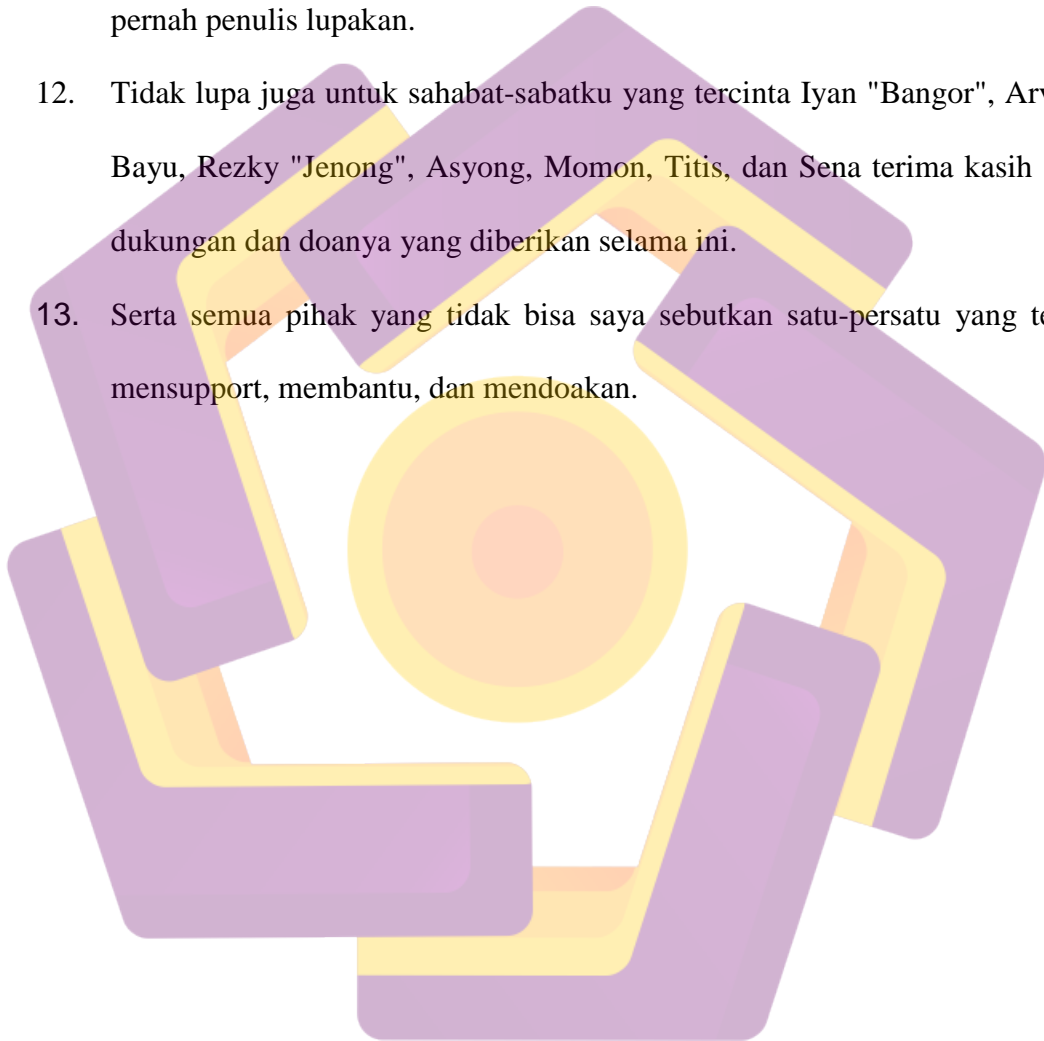 pernah penulis lupakan.
12. Tidak lupa juga untuk sahabat-sabatku yang tercinta Iyan "Bangor",
Bayu, Rezky "Jenong", Asyong, Momon, Titis, dan Sena terima kasih
dukungan dan doanya yang diberikan selama ini.
13. Serta semua pihak yang tidak bisa saya sebutkan satu-persatu yang
mensupport, membantu, dan mendoakan.